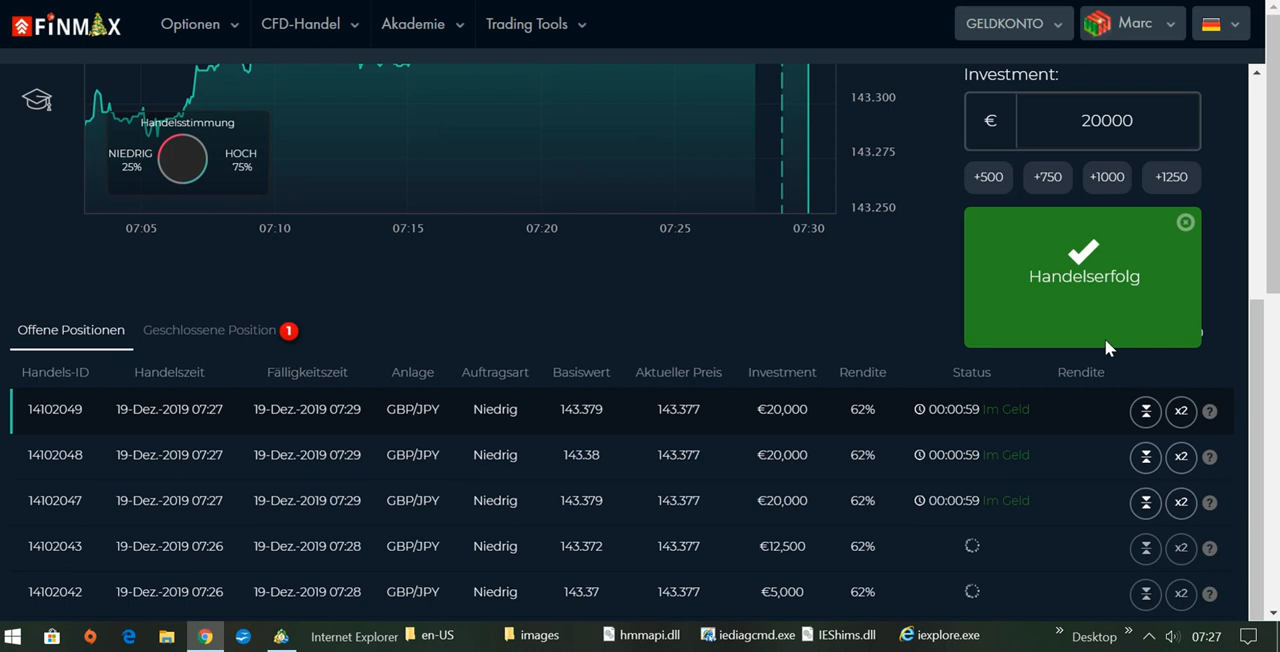 FiNMAX
Optionen
CFD-Handel
Akademie
Trading Tools
GELDKONTO
Marc
Handelsstimmung
NIEDRIG
25%
HOCH
75%
143.300
143.275
143.250
07:05
07:10
07:15
07:20
07:25
07:30
Investment:
€
20000
+500
+750
+1000
+1250
Handelserfolg
Offene Positionen
Geschlossene Position 1
Handels-ID Handelszeit Fälligkeitszeit Anlage Auftragsart Basiswert Aktueller Preis Investment Rendite Status Rendite
14102049 19-Dez.-2019 07:27 19-Dez.-2019 07:29 GBP/JPY Niedrig 143.379 143.377 €20,000 62% 00:00:59 Im Geld x2 ?
14102048 19-Dez.-2019 07:27 19-Dez.-2019 07:29 GBP/JPY Niedrig 143.38 143.377 €20,000 62% 00:00:59 Im Geld x2 ?
14102047 19-Dez.-2019 07:27 19-Dez.-2019 07:29 GBP/JPY Niedrig 143.379 143.377 €20,000 62% 00:00:59 Im Geld x2 ?
14102043 19-Dez.-2019 07:26 19-Dez.-2019 07:28 GBP/JPY Niedrig 143.372 143.377 €12,500 62% x2 ?
14102042 19-Dez.-2019 07:26 19-Dez.-2019 07:28 GBP/JPY Niedrig 143.37 143.377 €5,000 62% x2 ?
Internet Explorer en-US images hmmapi.dll iediagcmd.exe IEShims.dll iexplore.exe » Desktop » 07:27